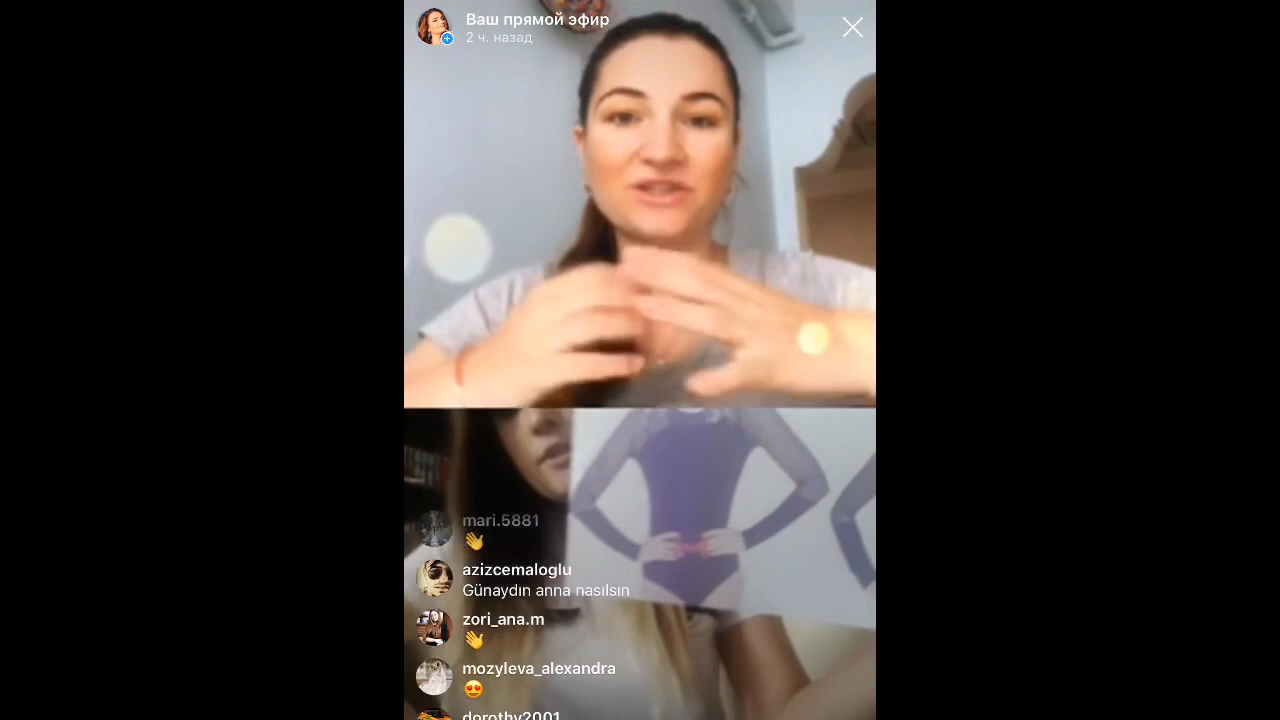 Ваш прямой эфир
2 ч. назад
mari.5881
👋
azizcemaloglu
Günaydın anna nasılsın
zori_ana.m
👋
mozyleva_alexandra
😍
dorothy2001